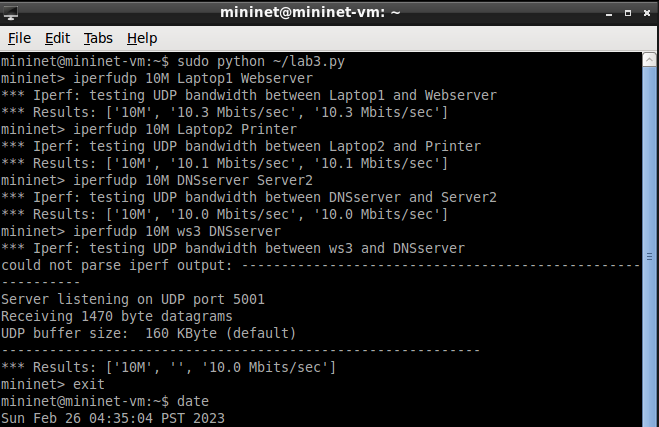 mininet@mininet-vm: ~
File Edit Tabs Help
mininet@mininet-vm:~$ sudo python ~/lab3.py
mininet> iperfudp 10M Laptop1 Webserver
*** Iperf: testing UDP bandwidth between Laptop1 and Webserver
*** Results: ['10M', '10.3 Mbits/sec', '10.3 Mbits/sec']
mininet> iperfudp 10M Laptop2 Printer
*** Iperf: testing UDP bandwidth between Laptop2 and Printer
*** Results: ['10M', '10.1 Mbits/sec', '10.1 Mbits/sec']
mininet> iperfudp 10M DNSserver Server2
*** Iperf: testing UDP bandwidth between DNSserver and Server2
*** Results: ['10M', '10.0 Mbits/sec', '10.0 Mbits/sec']
mininet> iperfudp 10M ws3 DNSserver
*** Iperf: testing UDP bandwidth between ws3 and DNSserver
could not parse iperf output: --------------------------------------------------
----------
Server listening on UDP port 5001
Receiving 1470 byte datagrams
UDP buffer size:  160 KByte (default)
------------------------------------------------------------
*** Results: ['10M', '', '10.0 Mbits/sec']
mininet> exit
mininet@mininet-vm:~$ date
Sun Feb 26 04:35:04 PST 2023